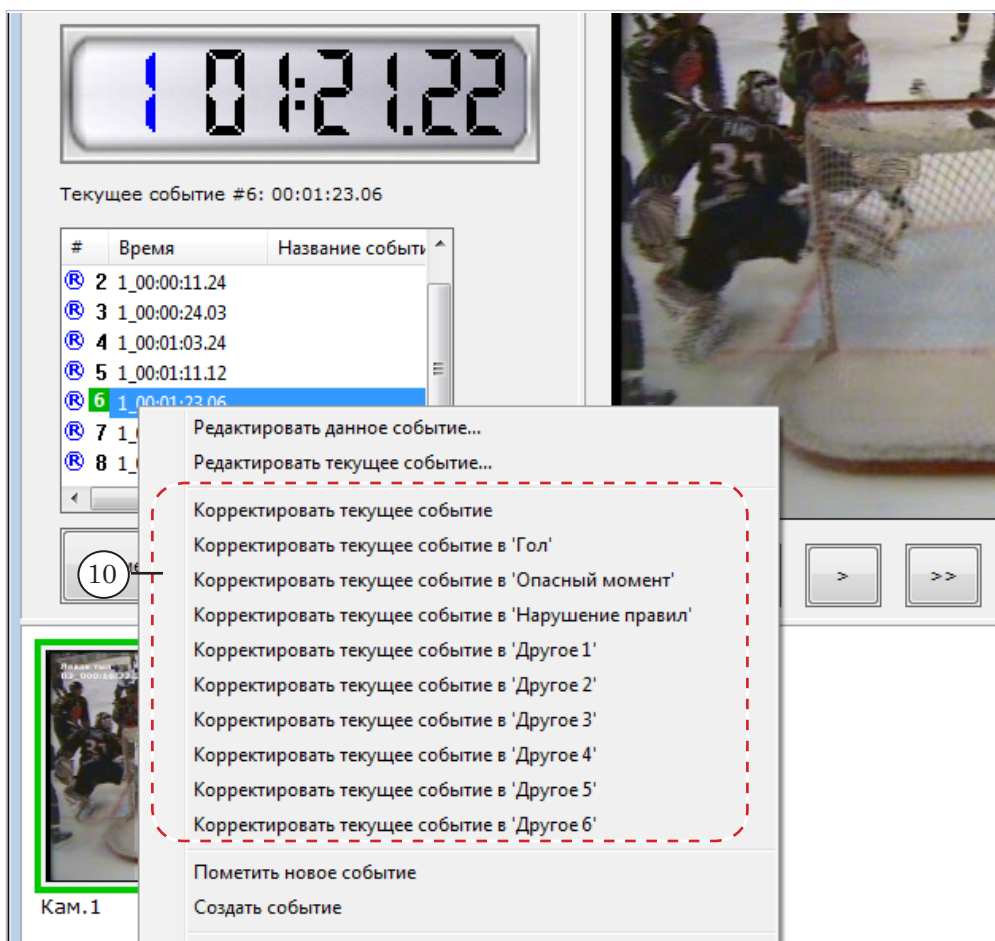 1 01:21.22
Текущее событие #6: 00:01:23.06
# Время Название
® 2 1_00:00:11.24
® 3 1_00:00:24.03
® 4 1_00:01:03.24
® 5 1_00:01:11.12
® 6 1_00:01:23.06
® 7
® 8
Редактировать данное событие...
Редактировать текущее событие...
Корректировать текущее событие
Корректировать текущее событие в 'Гол'
Корректировать текущее событие в 'Опасный момент'
10
Корректировать текущее событие в 'Нарушение правил'
Корректировать текущее событие в 'Другое 1'
Корректировать текущее событие в 'Другое 2'
Корректировать текущее событие в 'Другое 3'
Корректировать текущее событие в 'Другое 4'
Корректировать текущее событие в 'Другое 5'
Корректировать текущее событие в 'Другое 6'
Пометить новое событие
Создать событие
> >>
Кам.1